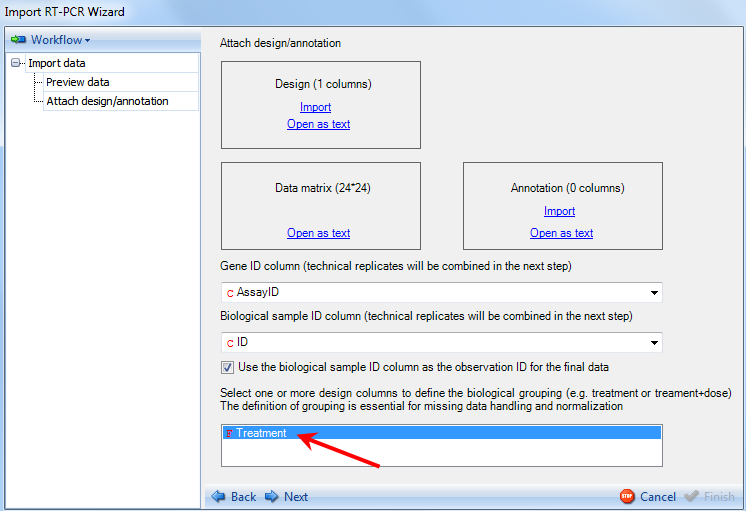 Import RT-PCR Wizard
Workflow
Import data
Preview data
Attach design/annotation
Attach design/annotation
Design (1 columns)
Import
Open as text
Data matrix (24*24)
Open as text
Annotation (0 columns)
Import
Open as text
Gene ID column (technical replicates will be combined in the next step)
C AssayID
Biological sample ID column (technical replicates will be combined in the next step)
C ID
Use the biological sample ID column as the observation ID for the final data
Select one or more design columns to define the biological grouping (e.g. treatment or treament+dose)
The definition of grouping is essential for missing data handling and normalization
F Treatment
Back Next STOP Cancel Finish